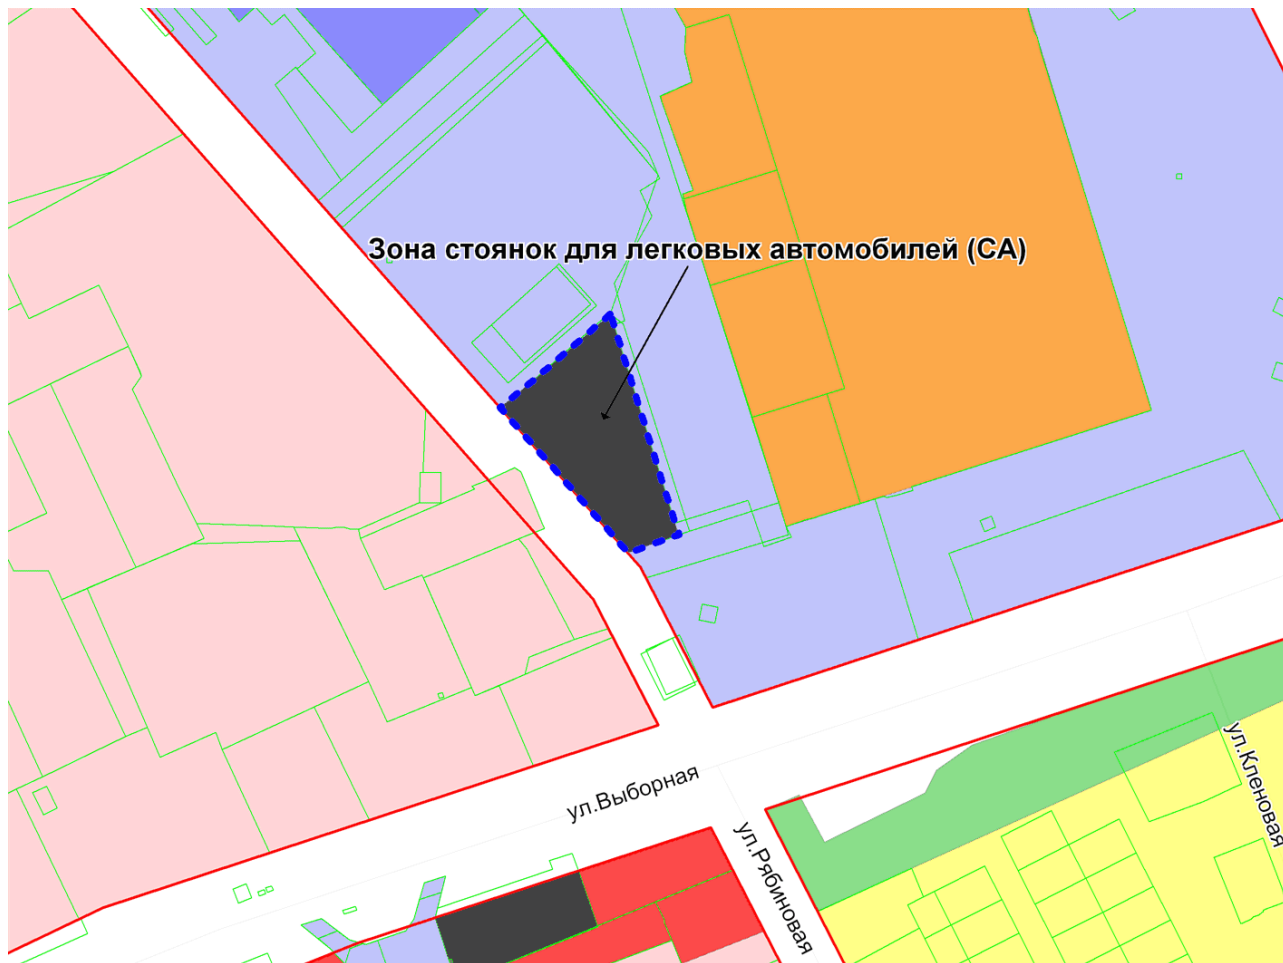 Зона стоянок для легковых автомобилей (СА)
ул.Кленовая
ул.Выборная
ул.Рябиновая